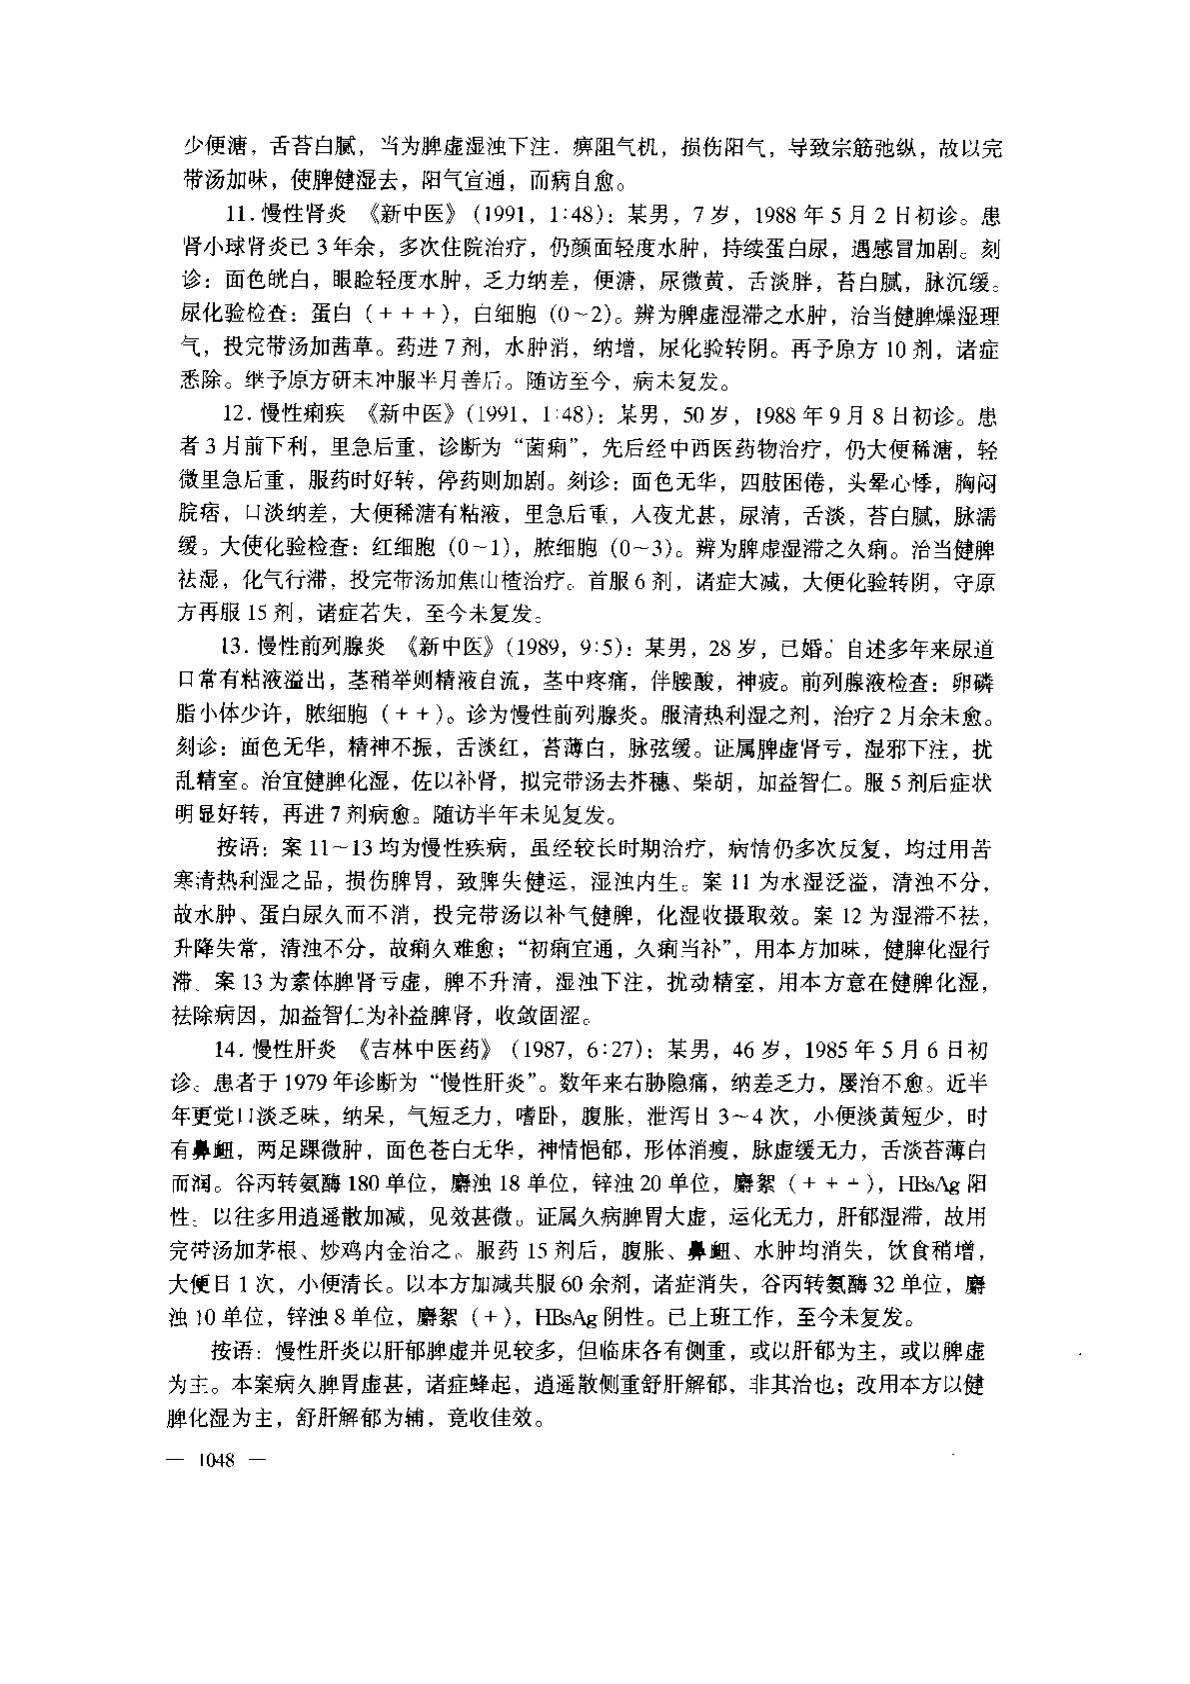 少便溏，舌苔白腻，当为脾虚湿浊下注．痹阻气机，损伤阳气，导致宗筋弛纵，故以完
带汤加味，使脾健湿去，阳气宣通，而病自愈。
11．慢性肾炎 《新中医》（1991，1:48）：某男，7岁，1988年5月2日初诊。患
肾小球肾炎已3年余，多次住院治疗，仍颜面轻度水肿，持续蛋白尿，遇感冒加剧。刻
诊：面色㿠白，眼睑轻度水肿，乏力纳差，便溏，尿微黄，舌淡胖，苔白腻，脉沉缓。
尿化验检查：蛋白（+++），白细胞（0~2）。辨为脾虚湿滞之水肿，治当健脾燥湿理
气，投完带汤加茜草。药进7剂，水肿消，纳增，尿化验转阴。再予原方10剂，诸症
悉除。继予原方研末冲服半月善后。随访至今，病未复发。
12．慢性痢疾 《新中医》（1991，1:48）：某男，50岁，1988年9月8日初诊。患
者3月前下利，里急后重，诊断为“菌痢”，先后经中西医药物治疗，仍大便稀溏，轻
微里急后重，服药时好转，停药则加剧。刻诊：面色无华，四肢困倦，头晕心悸，胸闷
脘痞，口淡纳差，大便稀溏有粘液，里急后重，入夜尤甚，尿清，舌淡，苔白腻，脉濡
缓。大便化验检查：红细胞（0~1），脓细胞（0~3）。辨为脾虚湿滞之久痢。治当健脾
祛湿，化气行滞，投完带汤加焦山楂治疗。首服6剂，诸症大减，大便化验转阴，守原
方再服15剂，诸症若失，至今未复发。
13．慢性前列腺炎 《新中医》（1989，9:5）：某男，28岁，已婚。自述多年来尿道
口常有粘液溢出，茎稍举则精液自流，茎中疼痛，伴腰酸，神疲。前列腺液检查：卵磷
脂小体少许，脓细胞（++）。诊为慢性前列腺炎。服清热利湿之剂，治疗2月余未愈。
刻诊：面色无华，精神不振，舌淡红，苔薄白，脉弦缓。证属脾虚肾亏，湿邪下注，扰
乱精室。治宜健脾化湿，佐以补肾，拟完带汤去芥穗、柴胡，加益智仁。服5剂后症状
明显好转，再进7剂病愈。随访半年未见复发。
按语：案11~13均为慢性疾病，虽经较长时期治疗，病情仍多次反复，均过用苦
寒清热利湿之品，损伤脾胃，致脾失健运，湿浊内生。案11为水湿泛溢，清浊不分，
故水肿、蛋白尿久而不消，投完带汤以补气健脾，化湿收摄取效。案12为湿滞不祛，
升降失常，清浊不分，故痢久难愈；“初痢宜通，久痢当补”，用本方加味，健脾化湿行
滞。案13为素体脾肾亏虚，脾不升清，湿浊下注，扰动精室，用本方意在健脾化湿，
祛除病因，加益智仁为补益脾肾，收敛固涩。
14．慢性肝炎 《吉林中医药》（1987，6:27）：某男，46岁，1985年5月6日初
诊。患者于1979年诊断为“慢性肝炎”。数年来右胁隐痛，纳差乏力，屡治不愈。近半
年更觉口淡乏味，纳呆，气短乏力，嗜卧，腹胀，泄泻日3~4次，小便淡黄短少，时
有鼻衄，两足踝微肿，面色苍白无华，神情悒郁，形体消瘦，脉虚缓无力，舌淡苔薄白
而润。谷丙转氨酶180单位，麝浊18单位，锌浊20单位，麝絮（+++），HBsAg阳
性。以往多用逍遥散加减，见效甚微。证属久病脾胃大虚，运化无力，肝郁湿滞，故用
完带汤加茅根、炒鸡内金治之。服药15剂后，腹胀、鼻衄、水肿均消失，饮食稍增，
大便日1次，小便清长。以本方加减共服60余剂，诸症消失，谷丙转氨酶32单位，麝
浊10单位，锌浊8单位，麝絮（+），HBsAg阴性。已上班工作，至今未复发。
按语：慢性肝炎以肝郁脾虚并见较多，但临床各有侧重，或以肝郁为主，或以脾虚
为主。本案病久脾胃虚甚，诸症蜂起，逍遥散侧重舒肝解郁，非其治也；改用本方以健
脾化湿为主，舒肝解郁为辅，竟收佳效。
— 1048 —